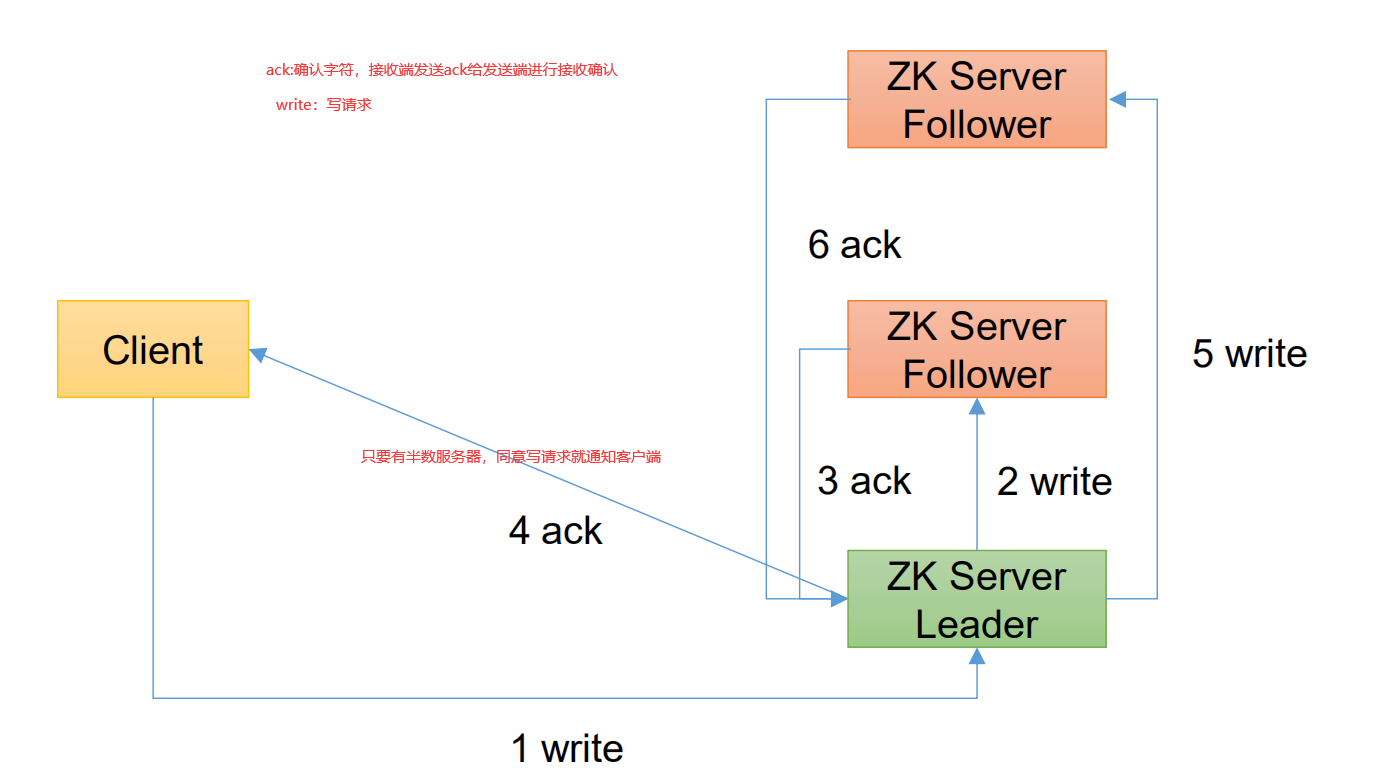 ack:确认字符，接收端发送ack给发送端进行接收确认
write：写请求
ZK Server
Follower
6 ack
Client
ZK Server
Follower
5 write
只要有半数服务器，同意写请求就通知客户端
3 ack
2 write
4 ack
ZK Server
Leader
1 write